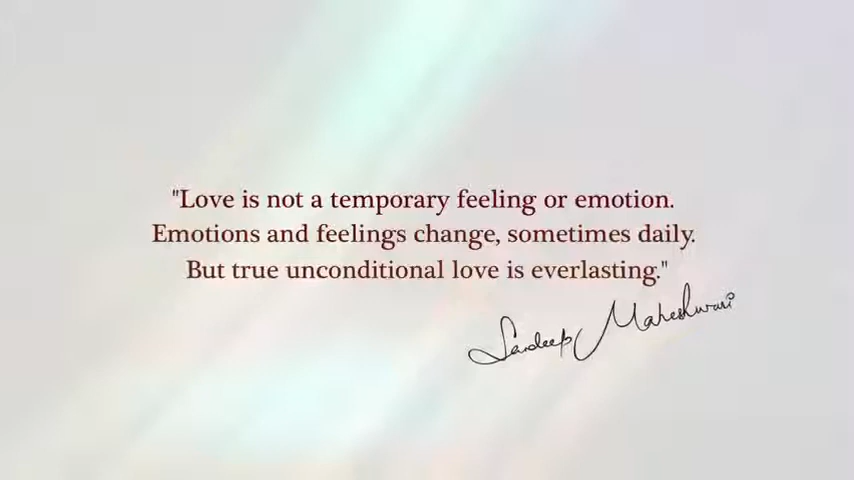 "Love is not a temporary feeling or emotion.
Emotions and feelings change, sometimes daily.
But true unconditional love is everlasting."
Sandeep Maheshwari